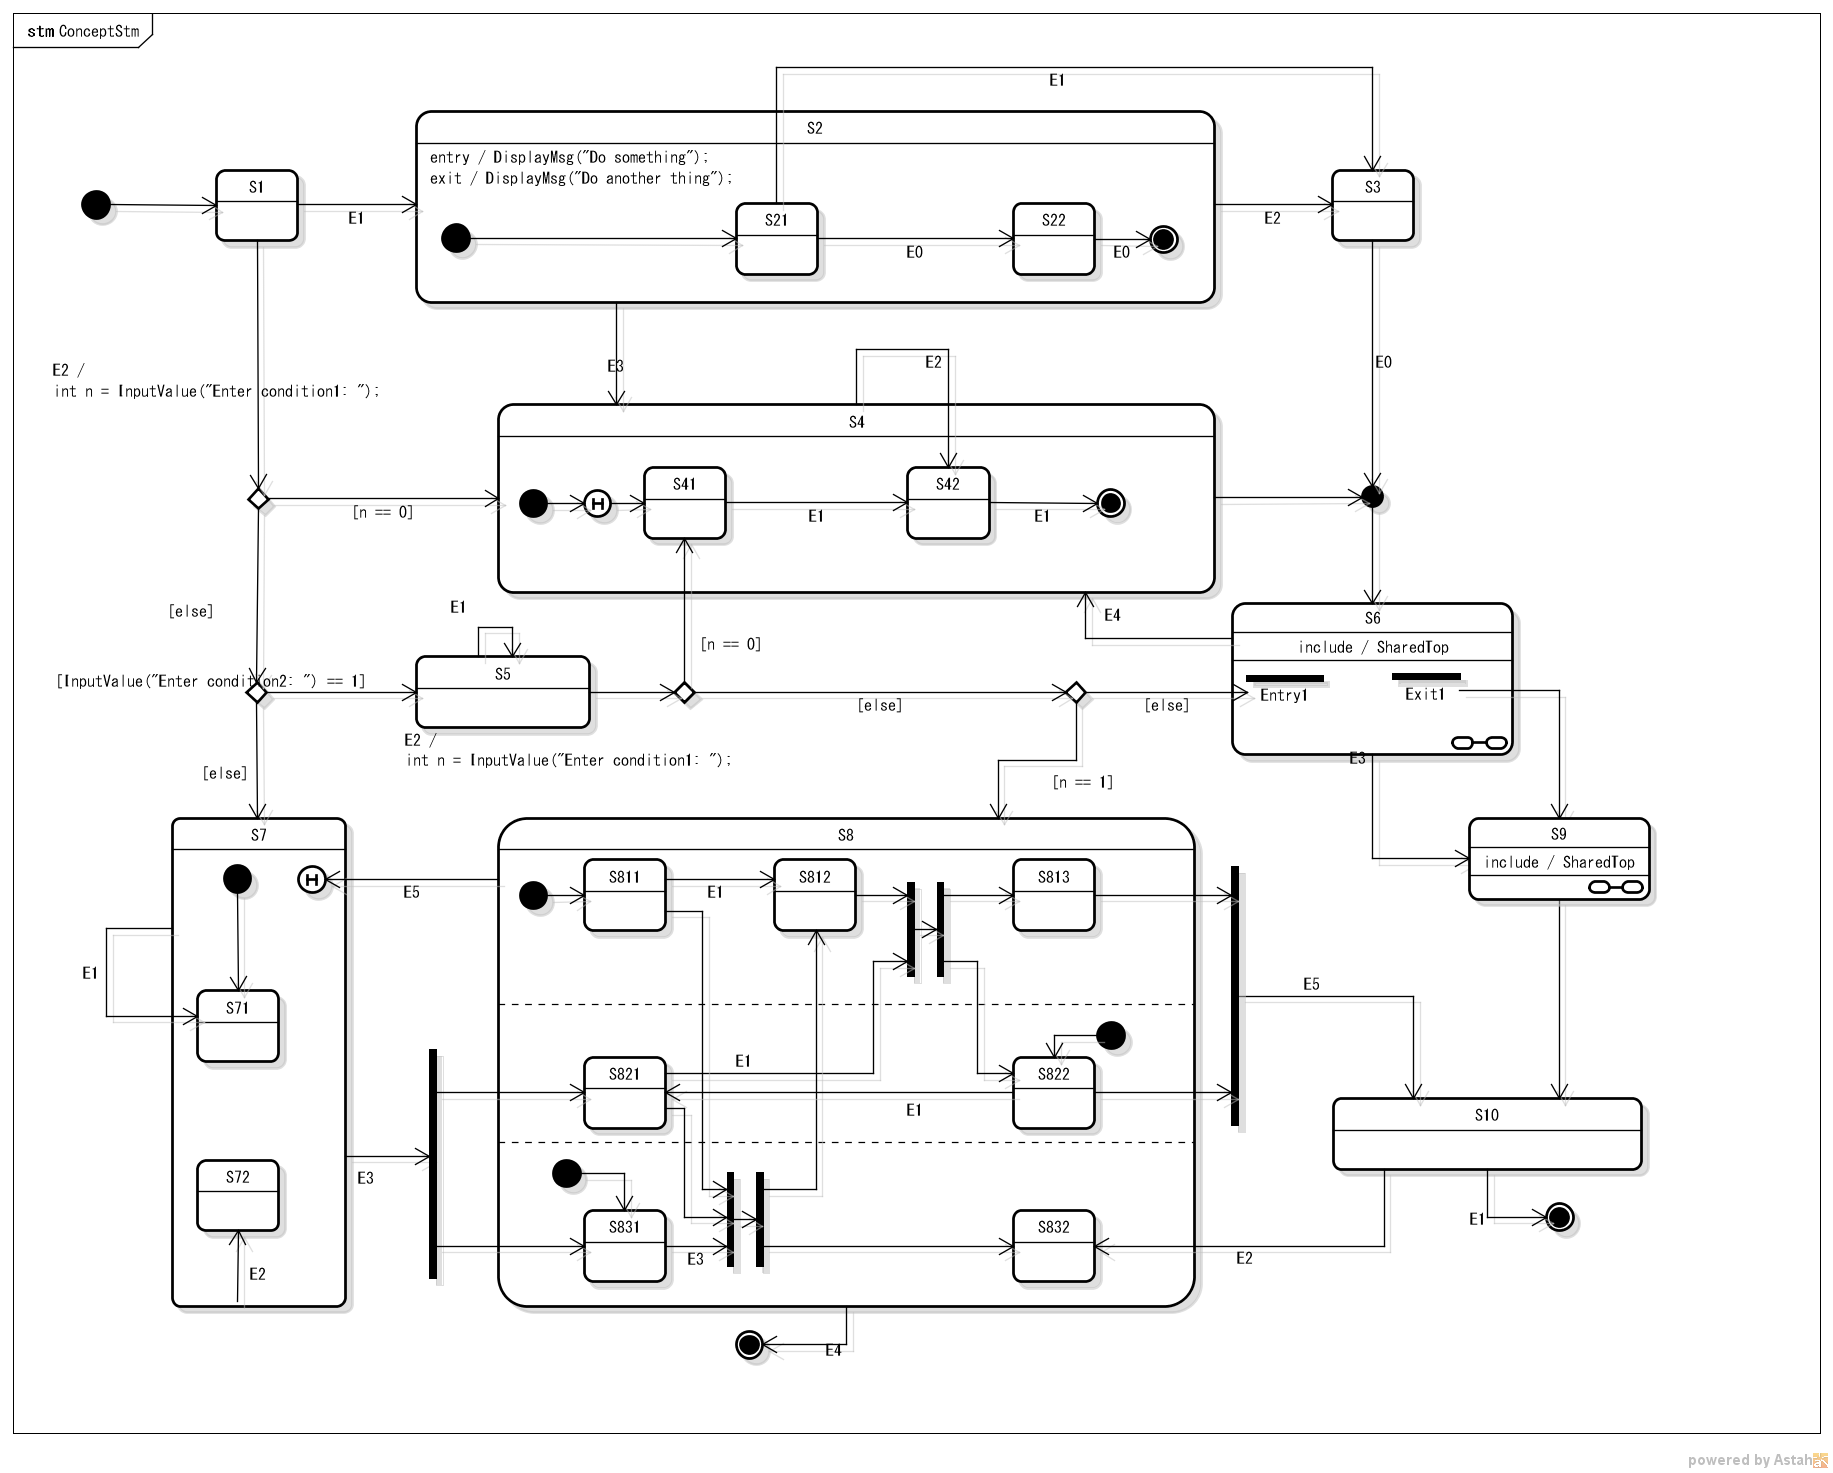 stm ConceptStm
E1
S2
entry / DisplayMsg("Do something");
exit / DisplayMsg("Do another thing");
S1
E1
S21
E0
S22
E0
E2
S3
E3
E2
E0
E2 /
int n = InputValue("Enter condition1: ");
S4
S41
E1
S42
E1
[n == 0]
[else]
E1
[n == 0]
E4
S6
include / SharedTop
Entry1
Exit1
[InputValue("Enter condition2: ") == 1]
S5
[else]
[else]
E2 /
int n = InputValue("Enter condition1: ");
E3
[else]
[n == 1]
S7
S8
S9
include / SharedTop
E5
S811
E1
S812
S813
E1
S71
E5
S821
E1
S822
E1
S10
S72
E3
E2
S831
E3
S832
E2
E1
E4
powered by Astah